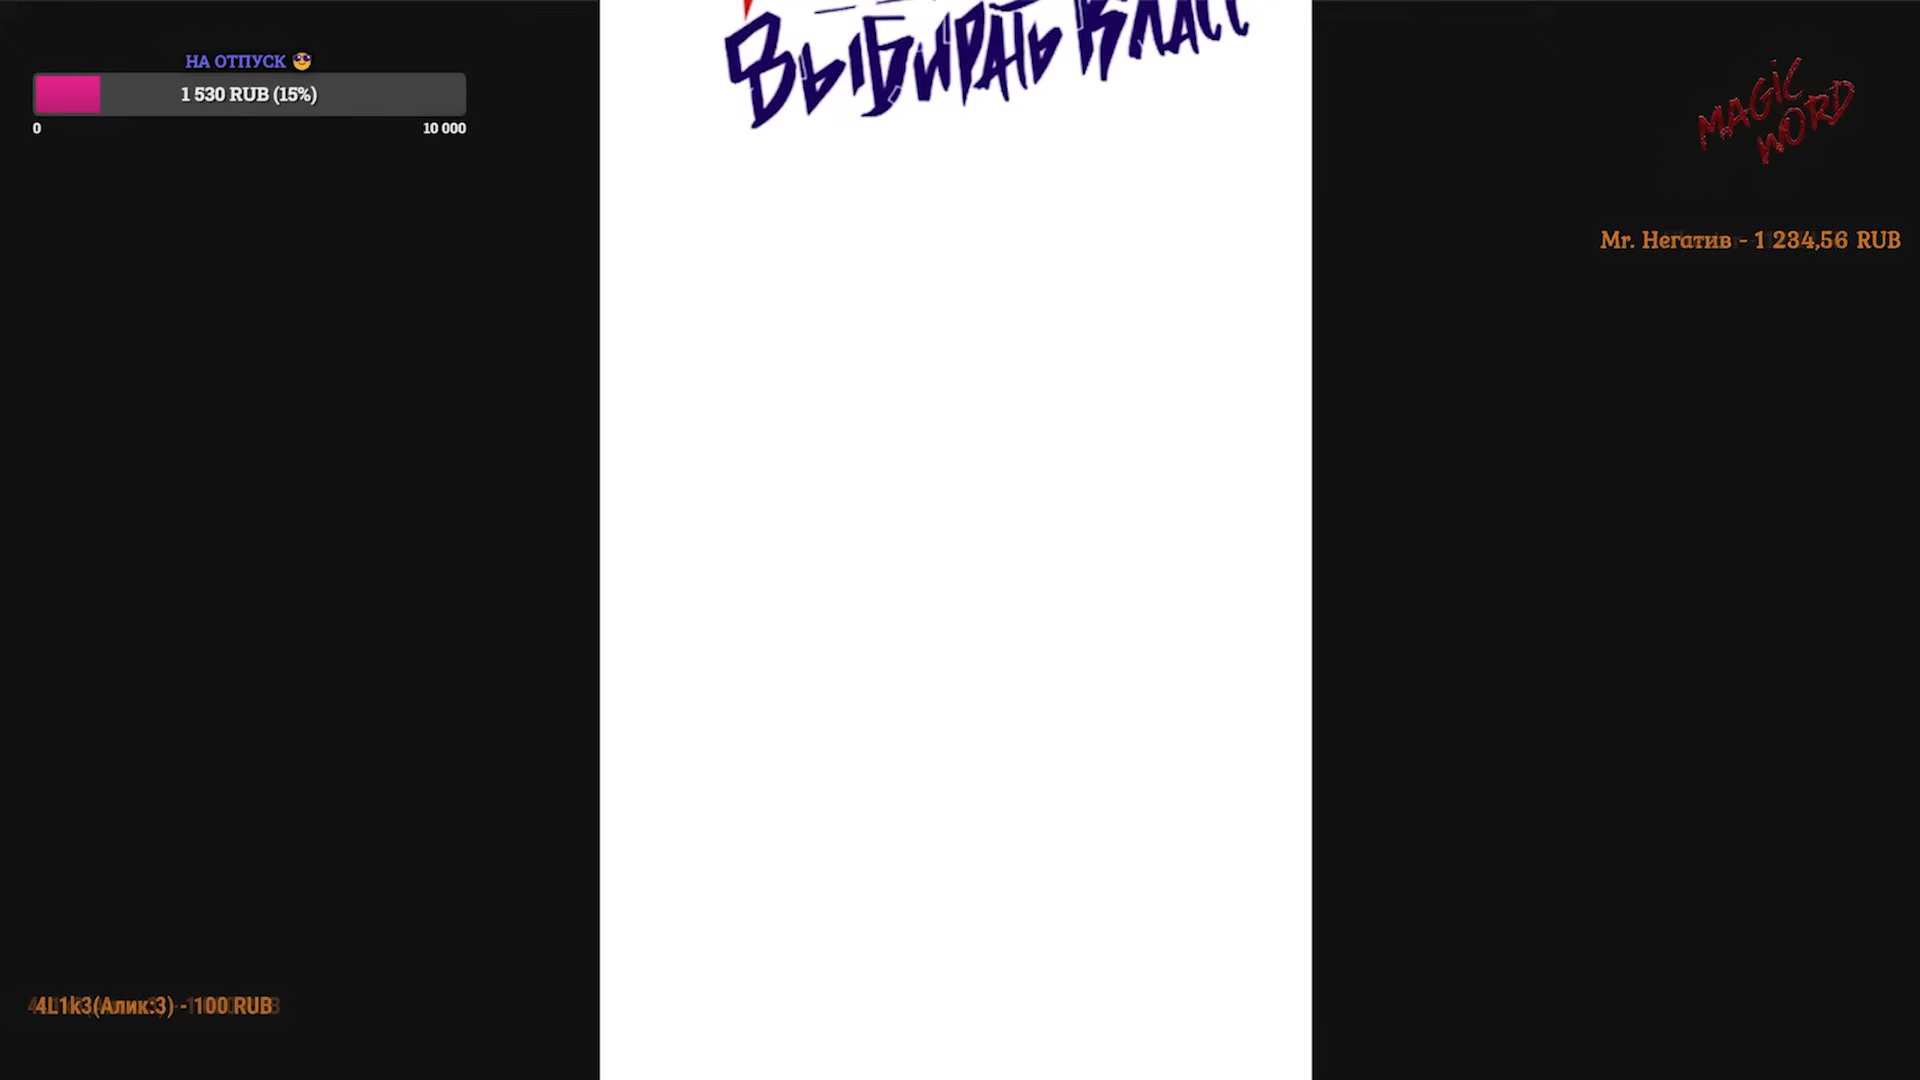 Выбирать класс
НА ОТПУСК
1 530 RUB (15%)
0
10 000
MAGIC
WORD
Mr. Негатив - 1 234,56 RUB
4L1k3(Алик:3) - 100 RUB